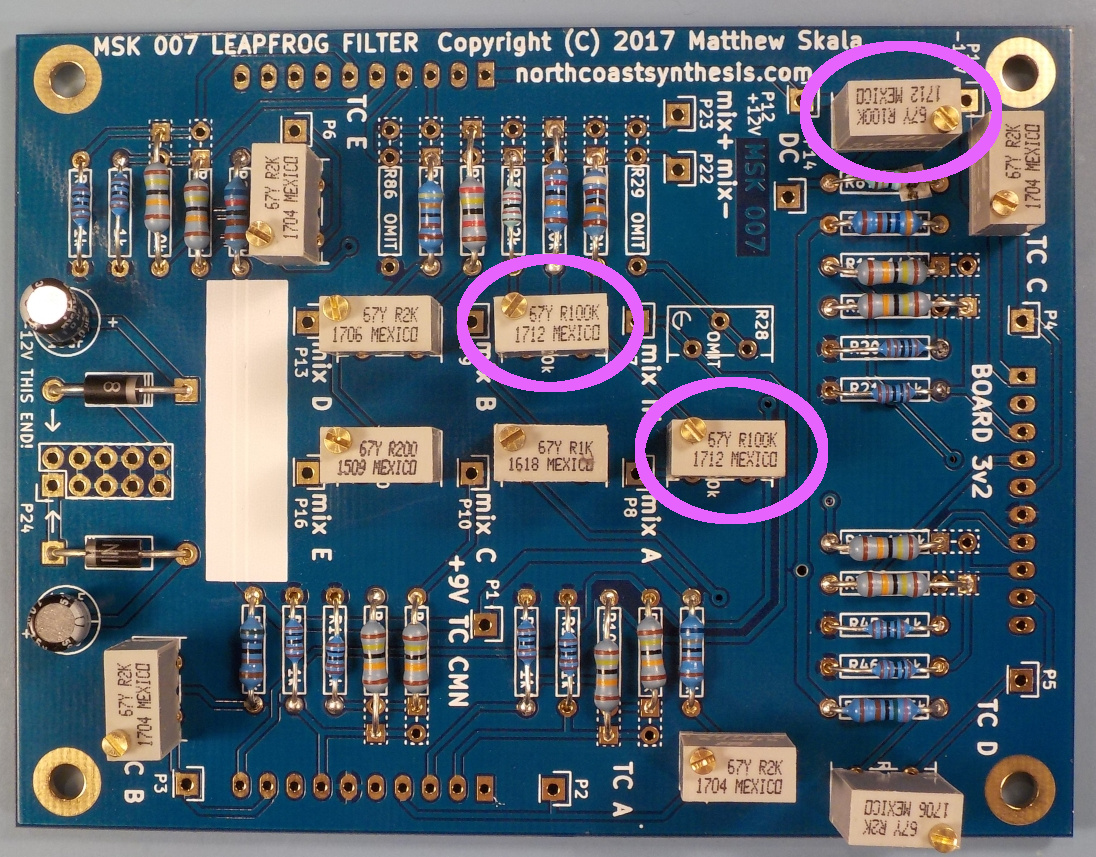 MSK 007 LEAPFROG FILTER Copyright (C) 2017 Matthew Skala
northcoastsynthesis.com
P6
TC E
R86 OMIT
R29 OMIT
P23
P22
mix+ mix-
P12
+12V
DC
MSK 007
67Y R100K
1712 MEXICO
67Y R2K
1704 MEXICO
67Y R2K
1704 MEXICO
TC C
P4
-12V THIS END!
+
8
67Y R2K
1706 MEXICO
P13
mix D
67Y R100K
1712 MEXICO
mix B
R28
OMIT
BOARD 3v2
67Y R200
1509 MEXICO
P16
mix E
67Y R1K
1618 MEXICO
P10
mix C
67Y R100K
1712 MEXICO
P8
mix A
P24
1N
+
+9V TC CMN
P1
R46
P5
TC D
67Y R2K
1704 MEXICO
C B
P3
P2
TC A
67Y R2K
1704 MEXICO
67Y R2K
1706 MEXICO